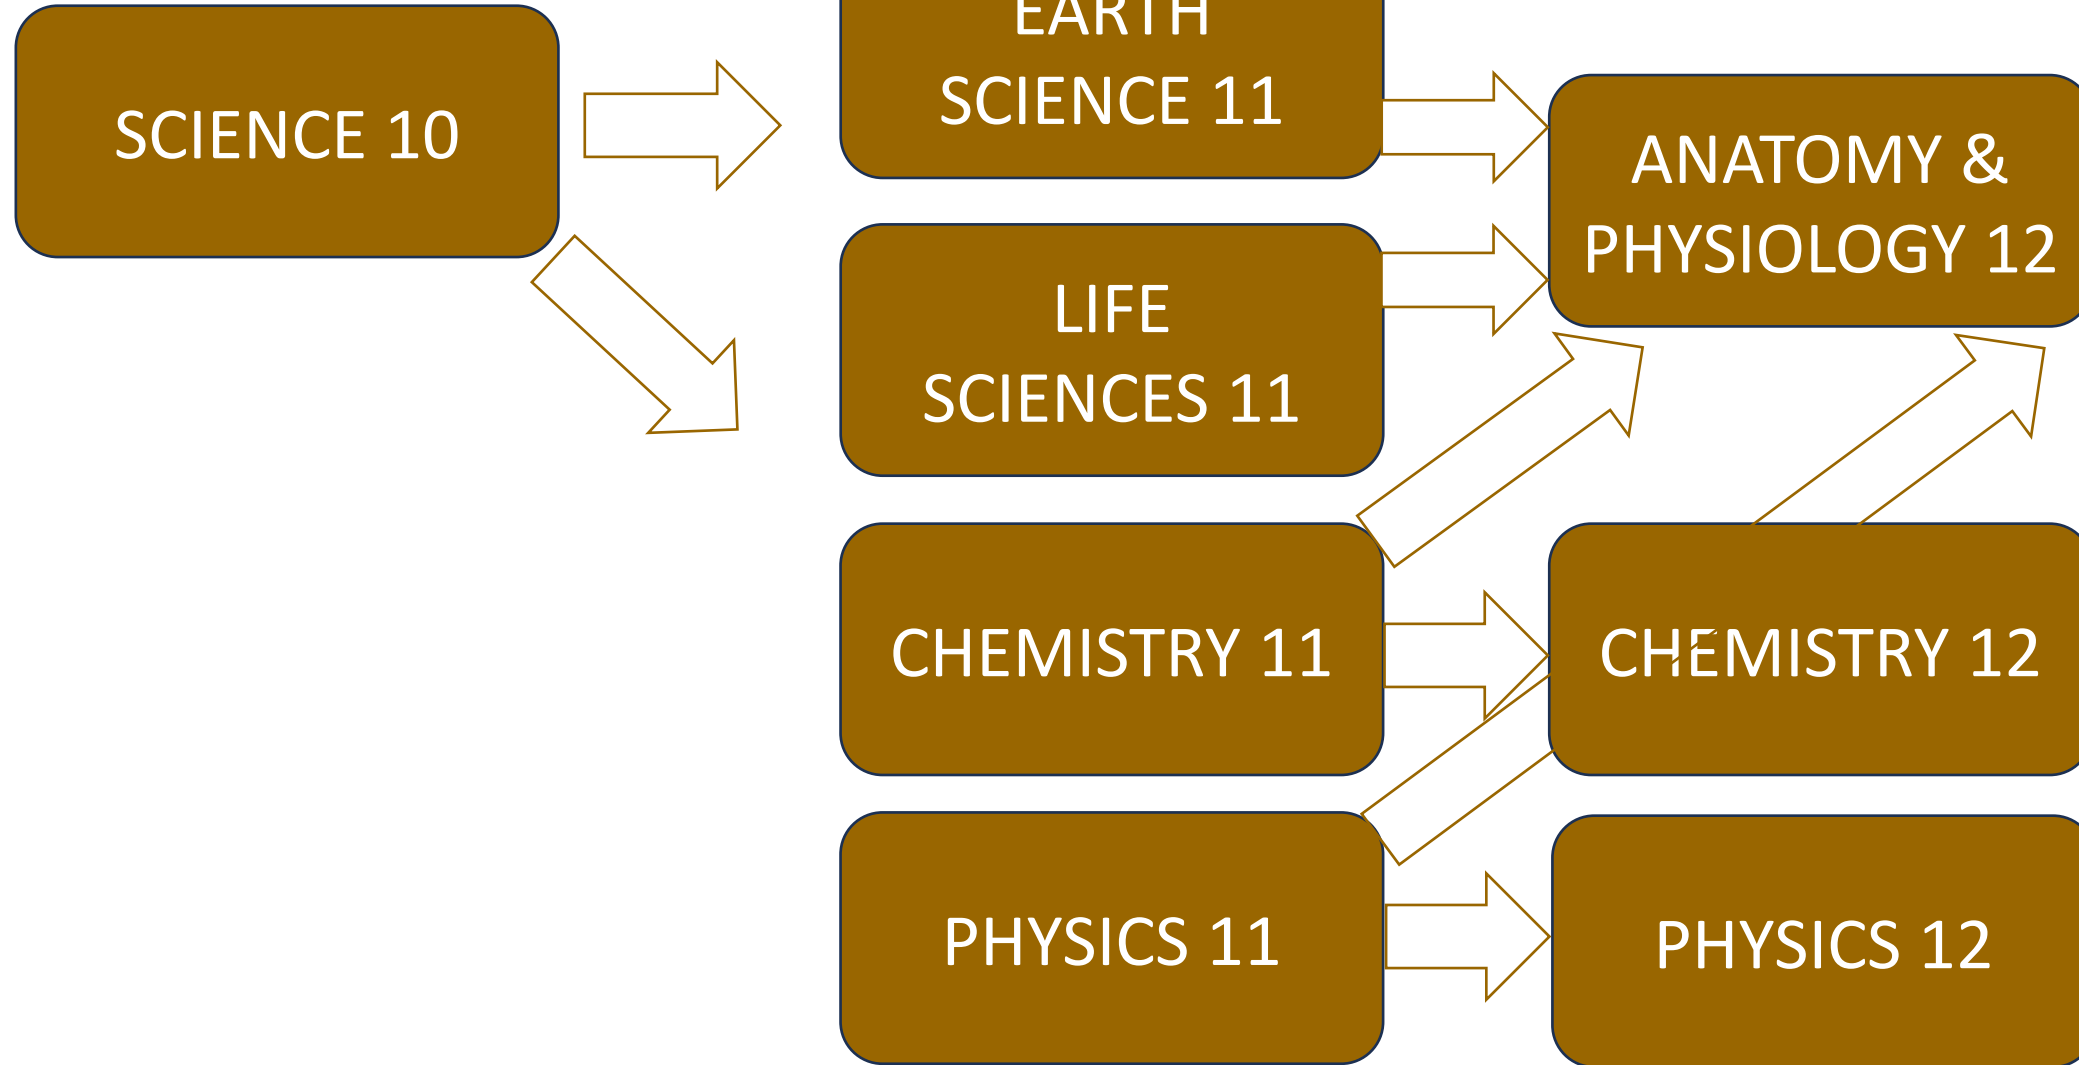 SCIENCE 10
EARTH
SCIENCE 11
LIFE
SCIENCES 11
CHEMISTRY 11
PHYSICS 11
ANATOMY &
PHYSIOLOGY 12
CHEMISTRY 12
PHYSICS 12